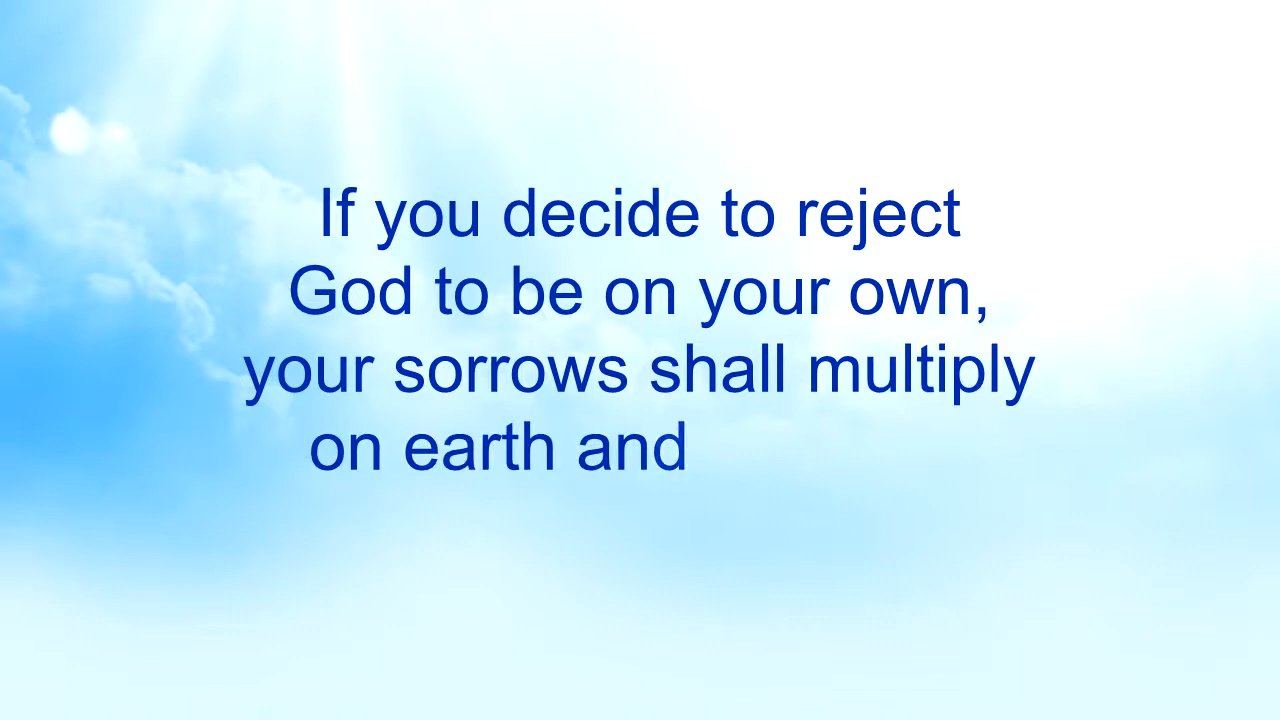 If you decide to reject
God to be on your own,
your sorrows shall multiply
on earth and